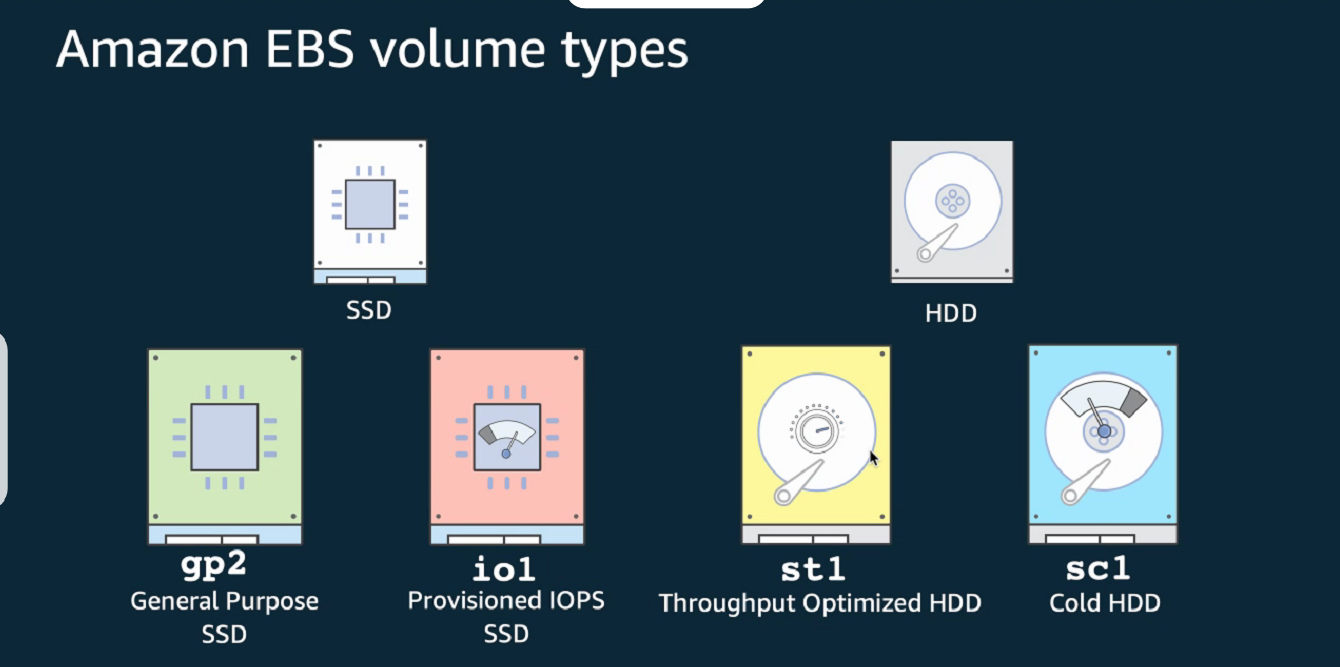 Amazon EBS volume types
SSD
HDD
gp2
General Purpose
SSD
io1
Provisioned IOPS
SSD
st1
Throughput Optimized HDD
sc1
Cold HDD